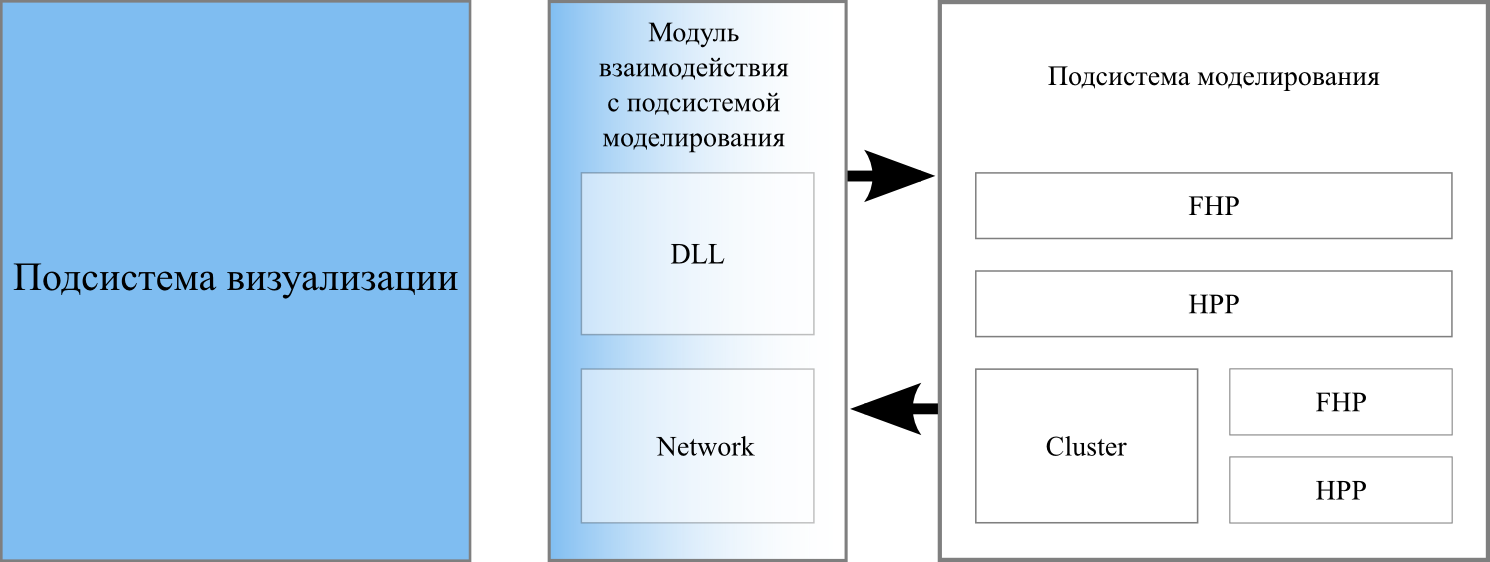 Подсистема визуализации
Модуль
взаимодействия
с подсистемой
моделирования
DLL
Network
Подсистема моделирования
FHP
HPP
Cluster
FHP
HPP